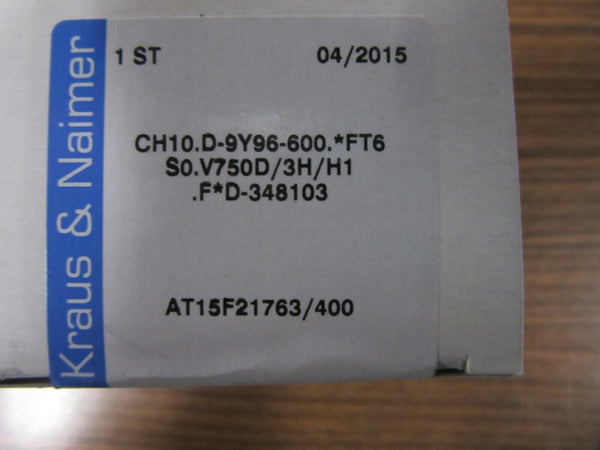 Kraus & Naimer
1 ST 04/2015
CH10.D-9Y96-600.*FT6
S0.V750D/3H/H1
.F*D-348103
AT15F21763/400